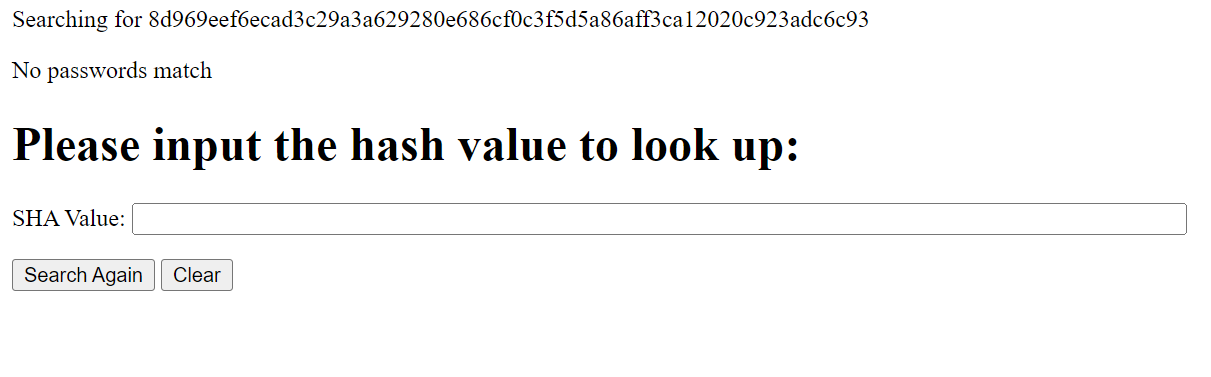 Searching for 8d969eef6ecad3c29a3a629280e686cf0c3f5d5a86aff3ca12020c923adc6c93
No passwords match
Please input the hash value to look up:
SHA Value:
Search Again Clear